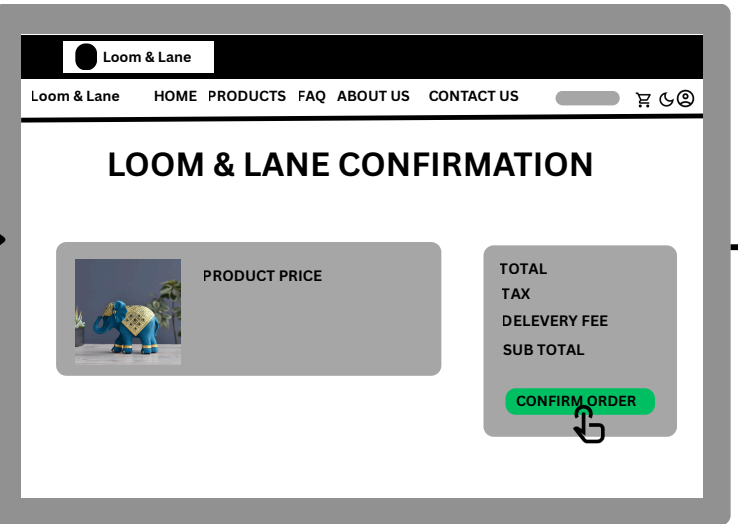 Loom & Lane
Loom & Lane HOME PRODUCTS FAQ ABOUT US CONTACT US
LOOM & LANE CONFIRMATION
PRODUCT PRICE
TOTAL
TAX
DELEVERY FEE
SUB TOTAL
CONFIRM ORDER